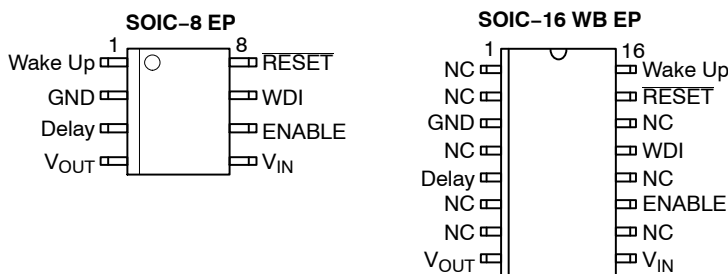 SOIC−8 EP
1 8
Wake Up RESET
GND WDI
Delay ENABLE
VOUT VIN
SOIC−16 WB EP
1 16
NC Wake Up
NC RESET
GND NC
NC WDI
Delay NC
NC ENABLE
NC NC
VOUT VIN